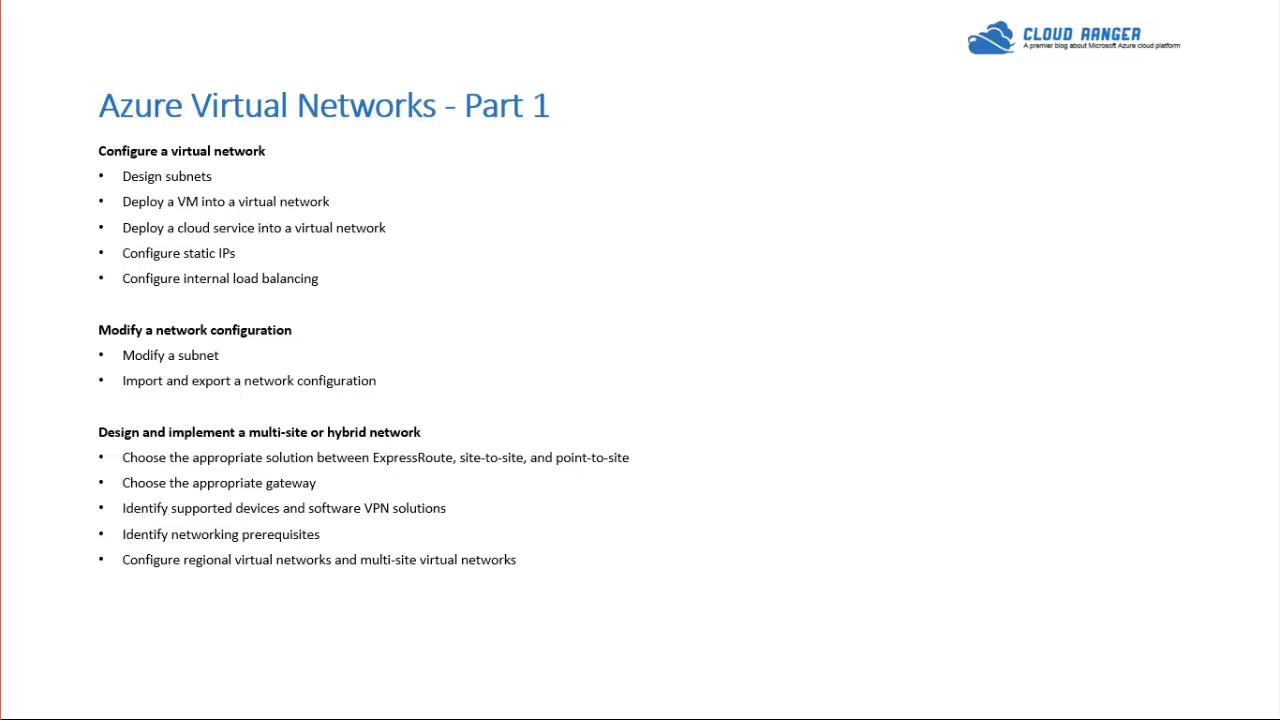 CLOUD RANGER
A premier blog about Microsoft Azure cloud platform
Azure Virtual Networks - Part 1
Configure a virtual network
• Design subnets
• Deploy a VM into a virtual network
• Deploy a cloud service into a virtual network
• Configure static IPs
• Configure internal load balancing
Modify a network configuration
• Modify a subnet
• Import and export a network configuration
Design and implement a multi-site or hybrid network
• Choose the appropriate solution between ExpressRoute, site-to-site, and point-to-site
• Choose the appropriate gateway
• Identify supported devices and software VPN solutions
• Identify networking prerequisites
• Configure regional virtual networks and multi-site virtual networks